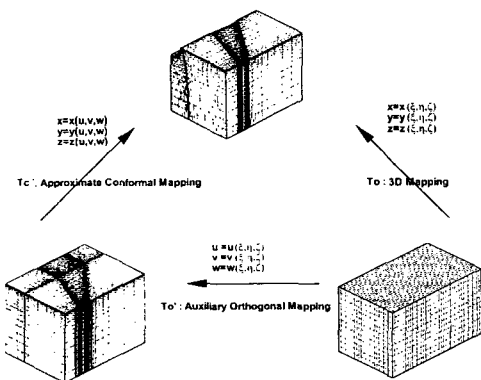 x=x(u,v,w)
y=y(u,v,w)
z=z(u,v,w)
x=x(ξ,η,ζ)
y=y(ξ,η,ζ)
z=z(ξ,η,ζ)
Tc': Approximate Conformal Mapping
To : 3D Mapping
u=u(ξ,η,ζ)
v=v(ξ,η,ζ)
w=w(ξ,η,ζ)
To' : Auxiliary Orthogonal Mapping